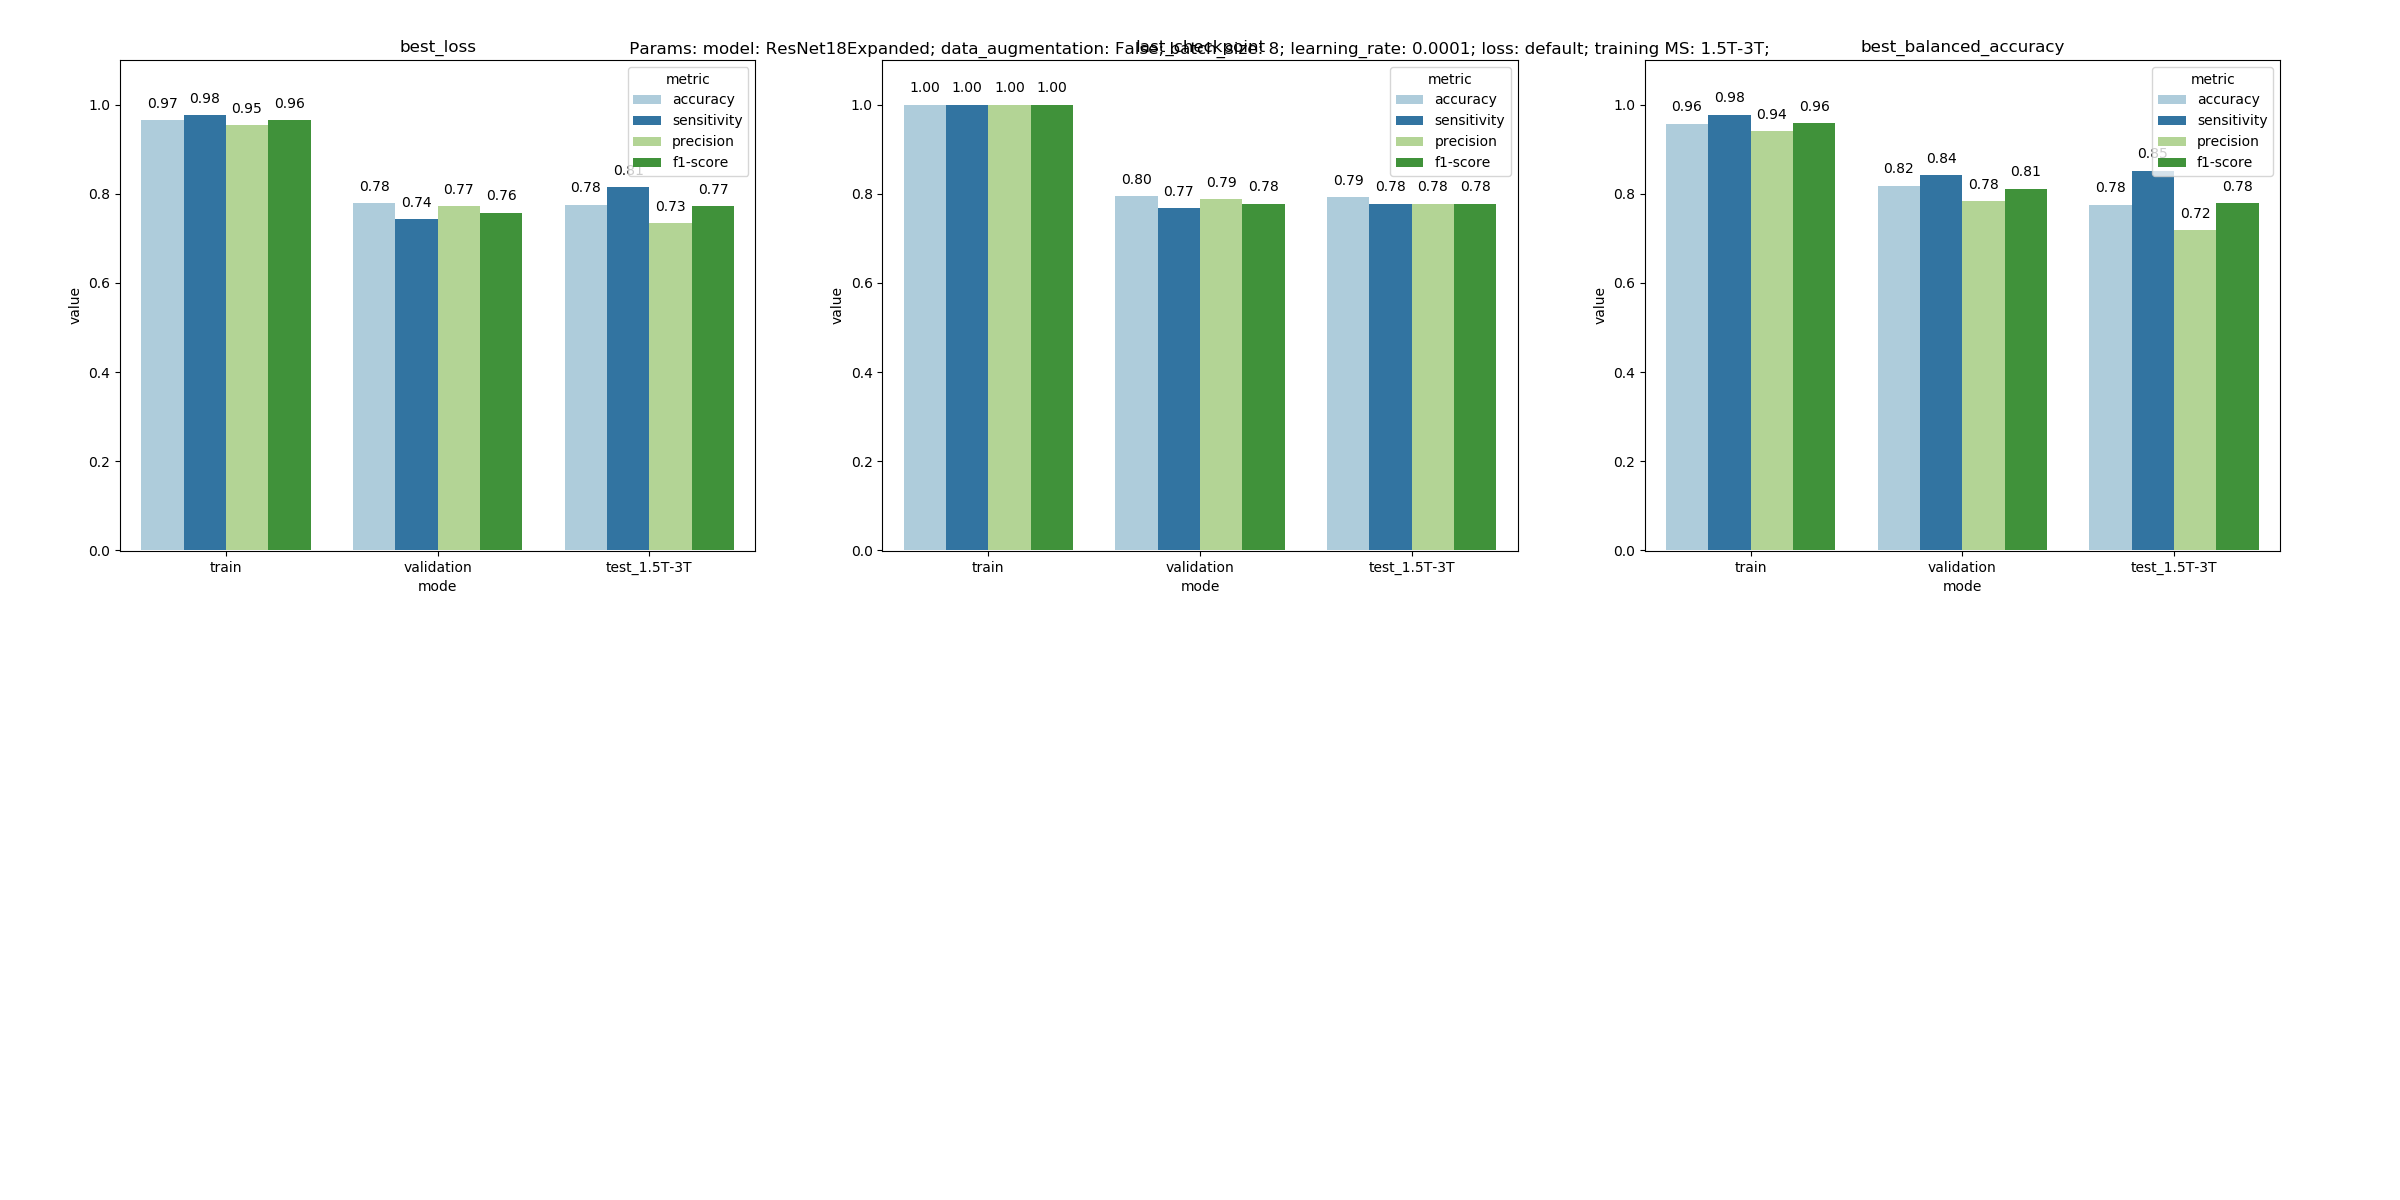 best_loss
Params: model: ResNet18Expanded; data_augmentation: False; batch size: 8; learning_rate: 0.0001; loss: default; training MS: 1.5T-3T;
last_checkpoint
best_balanced_accuracy
metric
accuracy
sensitivity
precision
f1-score
0.97 0.98 0.95 0.96
0.78 0.74 0.77 0.76
0.78 0.81 0.73 0.77
1.0
0.8
0.6
0.4
0.2
0.0
value
train validation test_1.5T-3T
mode
metric
accuracy
sensitivity
precision
f1-score
1.00 1.00 1.00 1.00
0.80 0.77 0.79 0.78
0.79 0.78 0.78 0.78
1.0
0.8
0.6
0.4
0.2
0.0
value
train validation test_1.5T-3T
mode
metric
accuracy
sensitivity
precision
f1-score
0.96 0.98 0.94 0.96
0.82 0.84 0.78 0.81
0.78 0.85 0.72 0.78
1.0
0.8
0.6
0.4
0.2
0.0
value
train validation test_1.5T-3T
mode